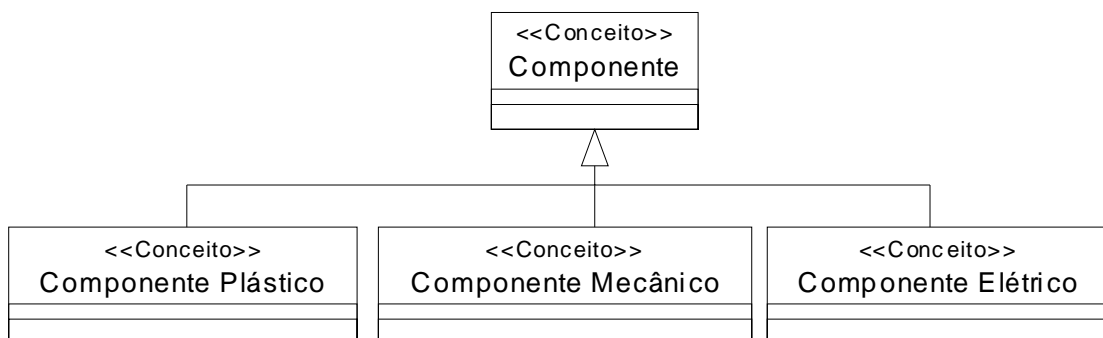 <<Conceito>>
Componente
<<Conceito>>
Componente Plástico
<<Conceito>>
Componente Mecânico
<<Conceito>>
Componente Elétrico